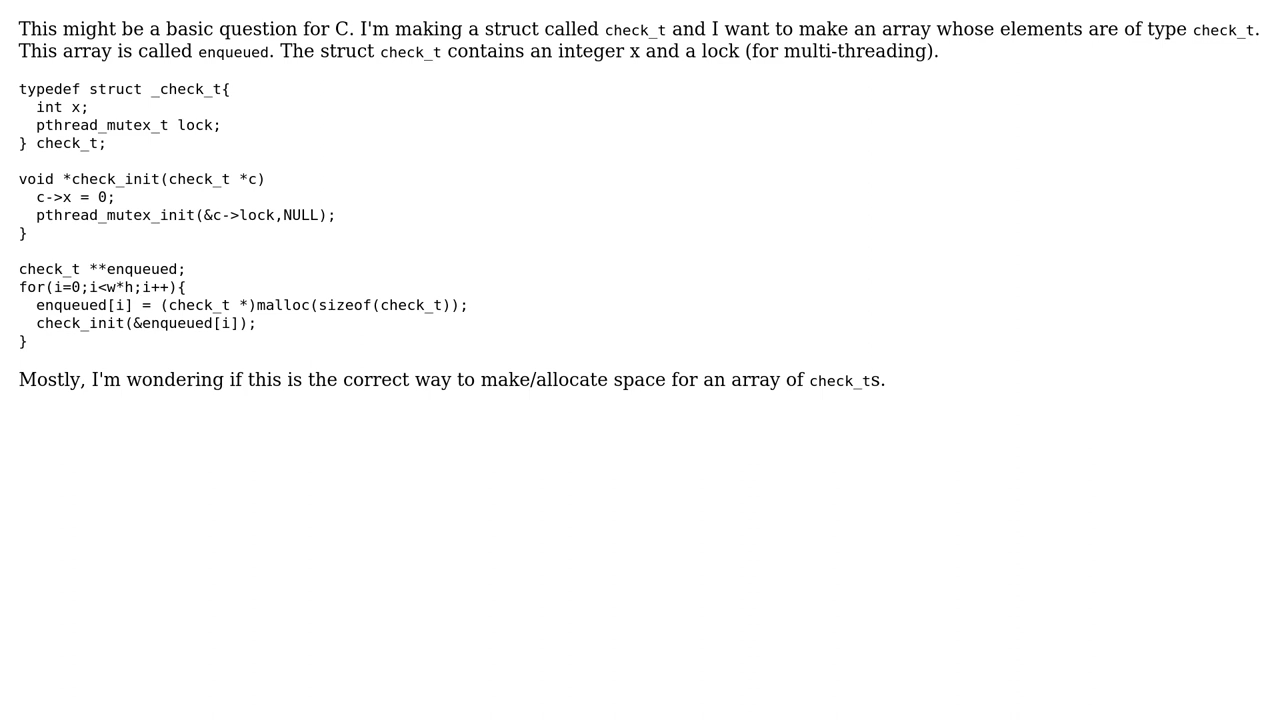 This might be a basic question for C. I'm making a struct called check_t and I want to make an array whose elements are of type check_t.
This array is called enqueued. The struct check_t contains an integer x and a lock (for multi-threading).
typedef struct _check_t{
  int x;
  pthread_mutex_t lock;
} check_t;
void *check_init(check_t *c)
  c->x = 0;
  pthread_mutex_init(&c->lock,NULL);
}
check_t **enqueued;
for(i=0;i<w*h;i++){
  enqueued[i] = (check_t *)malloc(sizeof(check_t));
  check_init(&enqueued[i]);
}
Mostly, I'm wondering if this is the correct way to make/allocate space for an array of check_ts.